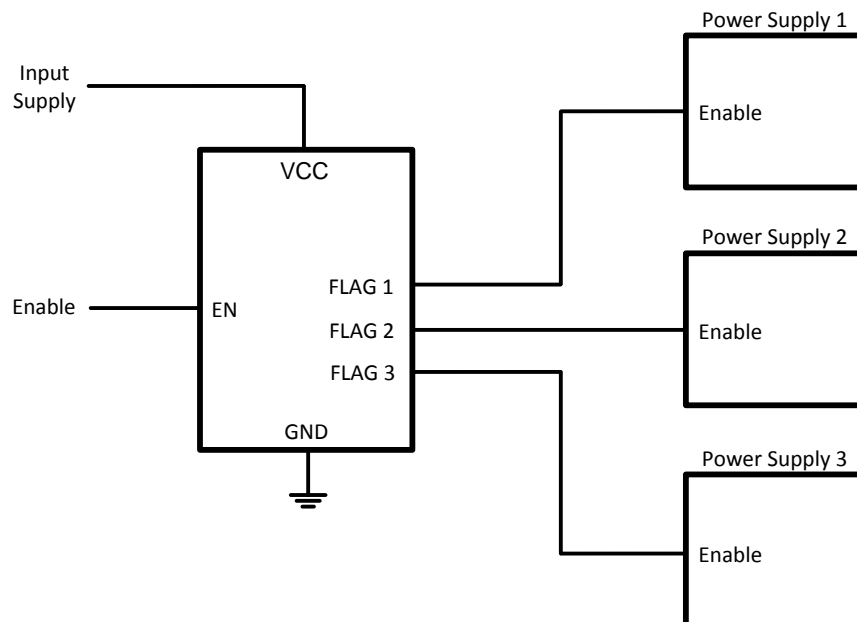 Power Supply 1
Input
Supply
Enable
VCC
Power Supply 2
FLAG 1
Enable
EN
FLAG 2
Enable
FLAG 3
GND
Power Supply 3
Enable